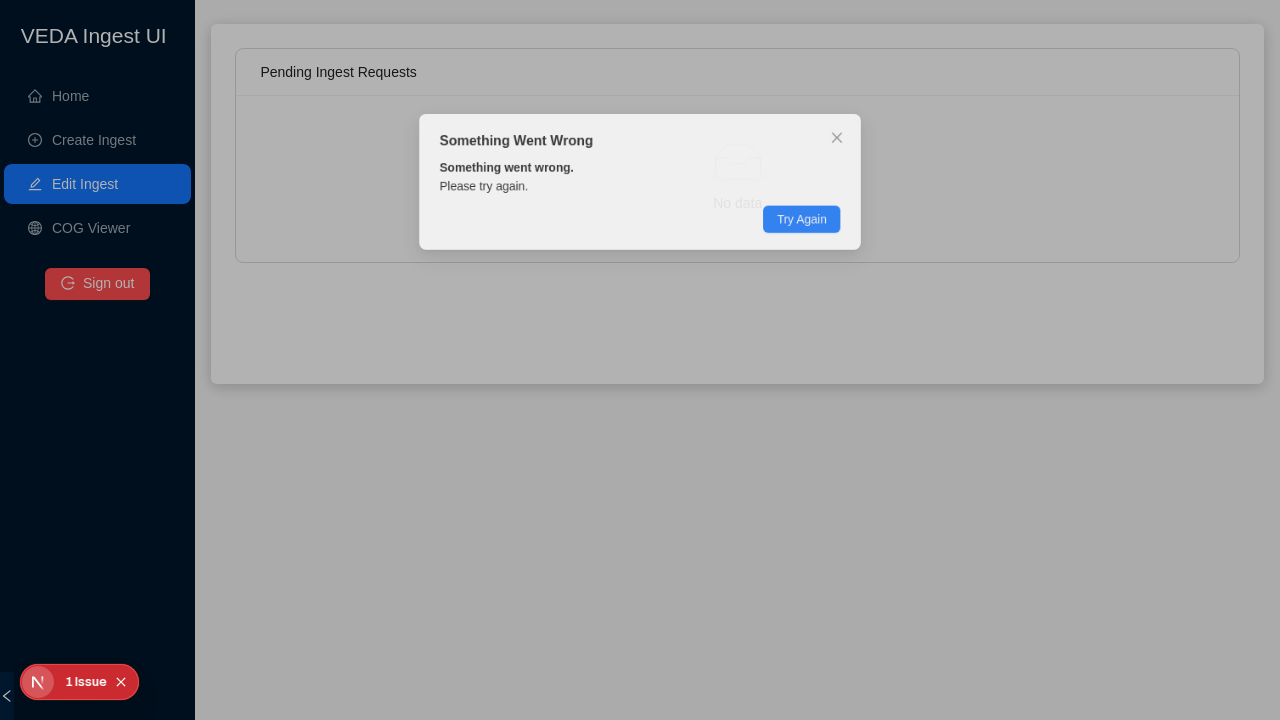 VEDA Ingest UI
Home
Create Ingest
Edit Ingest
COG Viewer
Sign out
Pending Ingest Requests
Something Went Wrong
Something went wrong.
Please try again.
No data
Try Again
1 Issue